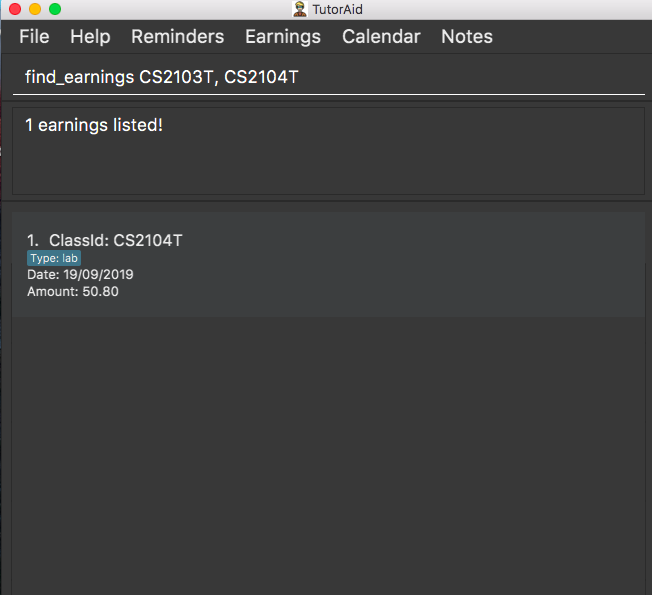 TutorAid
File Help Reminders Earnings Calendar Notes
find_earnings CS2103T, CS2104T
1 earnings listed!
1. ClassId: CS2104T
Type: lab
Date: 19/09/2019
Amount: 50.80